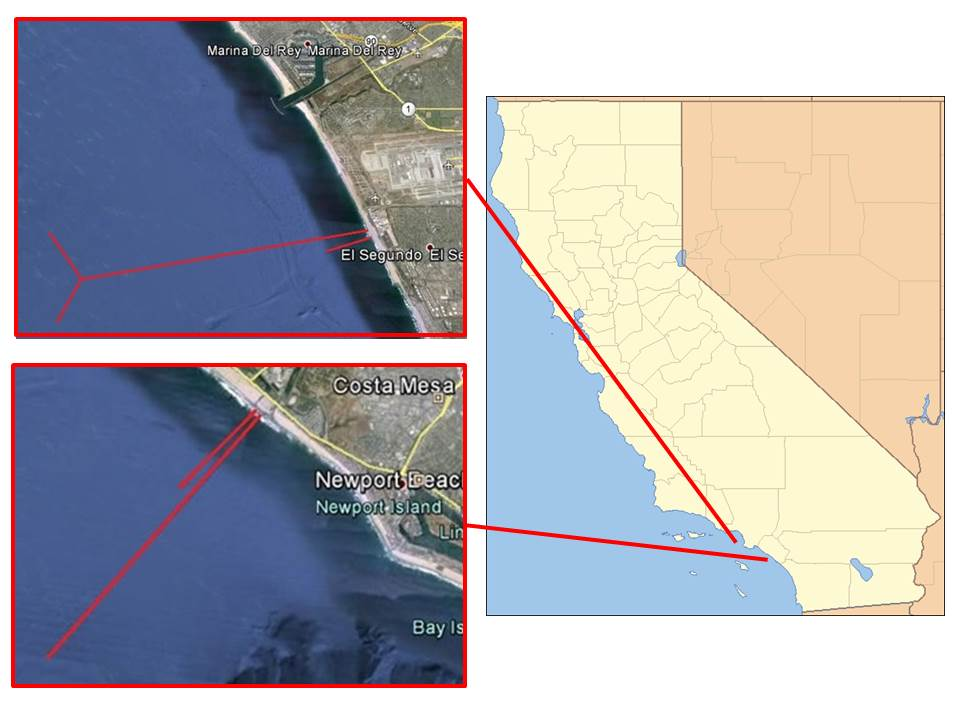 Marina Del Rey Marina Del Rey
90
1
El Segundo El Se
Costa Mesa
Newport Beac
Newport Island
Lin
Bay Is